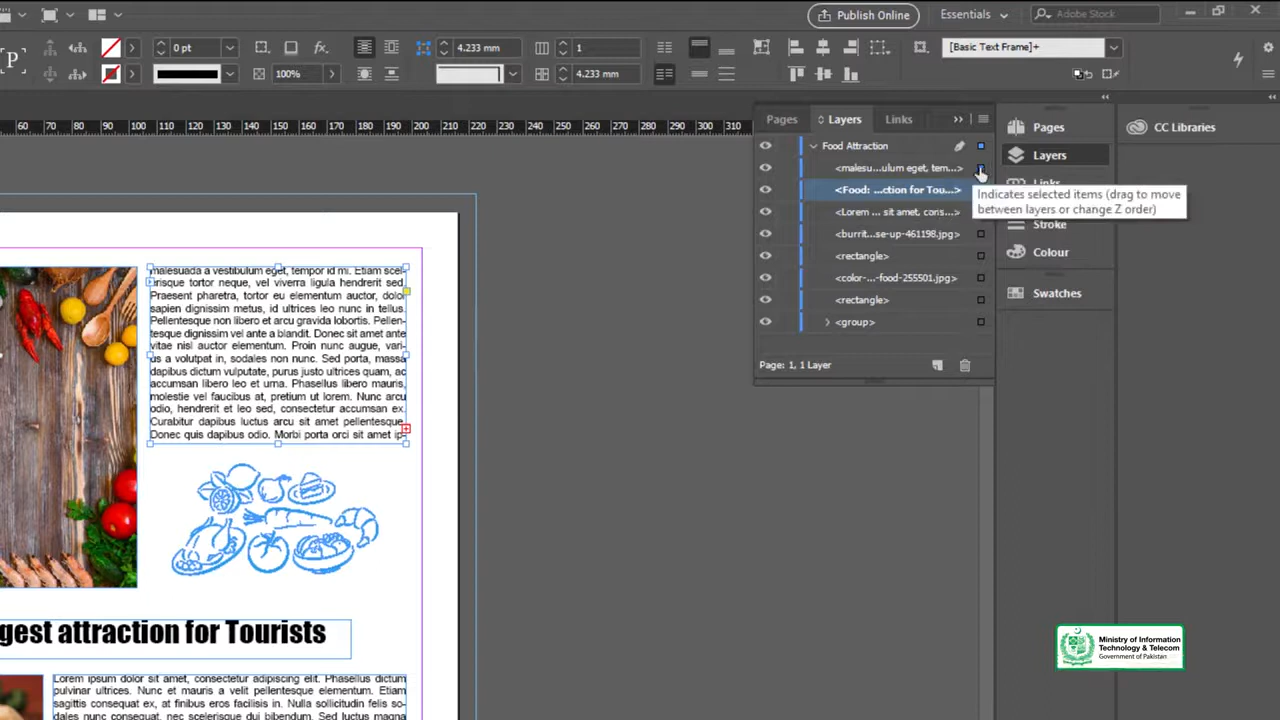 Publish Online
Essentials
Adobe Stock
P
0 pt
fx.
4.233 mm
1
[Basic Text Frame]+
100%
4.233 mm
60 70 80 90 100 110 120 130 140 150 160 170 180 190 200 210 220 230 240 250 260 270 280 290 300 310
Pages
Layers
Links
Food Attraction
<malesu...ulum eget, tem...>
<Food: ...ction for Tou...>
<Lorem ... sit amet, cons...>
<burrit...se-up-461198.jpg>
<rectangle>
<color-...-food-255501.jpg>
<rectangle>
<group>
Page: 1, 1 Layer
Pages
Layers
Links
Stroke
Colour
Swatches
CC Libraries
Indicates selected items (drag to move
between layers or change Z order)
malesuada a vestibulum eget, tempor id mi. Etiam scel-
erisque tortor neque, vel viverra ligula hendrerit sed.
Praesent pharetra, tortor eu elementum auctor, dolor
sapien dignissim metus, id ultrices leo nunc in tellus.
Pellentesque non libero et arcu gravida lobortis. Pellen-
tesque dignissim vel ante a blandit. Donec sit amet ante
vitae nisl auctor elementum. Proin nunc augue, vari-
us a volutpat in, sodales non nunc. Sed porta, massa
dapibus dictum vulputate, purus justo ultrices quam, ac
accumsan libero leo et urna. Phasellus libero mauris,
molestie vel faucibus at, pretium ut lorem. Nunc arcu
odio, hendrerit et leo sed, consectetur accumsan ex.
Curabitur dapibus luctus arcu sit amet pellentesque.
Donec quis dapibus odio. Morbi porta orci sit amet ip-
gest attraction for Tourists
Lorem ipsum dolor sit amet, consectetur adipiscing elit. Phasellus dictum
pulvinar ultrices. Nunc et mauris a velit pellentesque elementum. Etiam
sagittis consequat ex, at finibus eros facilisis in. Nulla sollicitudin felis so-
dales nunc consequat, nec scelerisque dui bibendum. Sed luctus magna
Ministry of Information
Technology & Telecom
Government of Pakistan